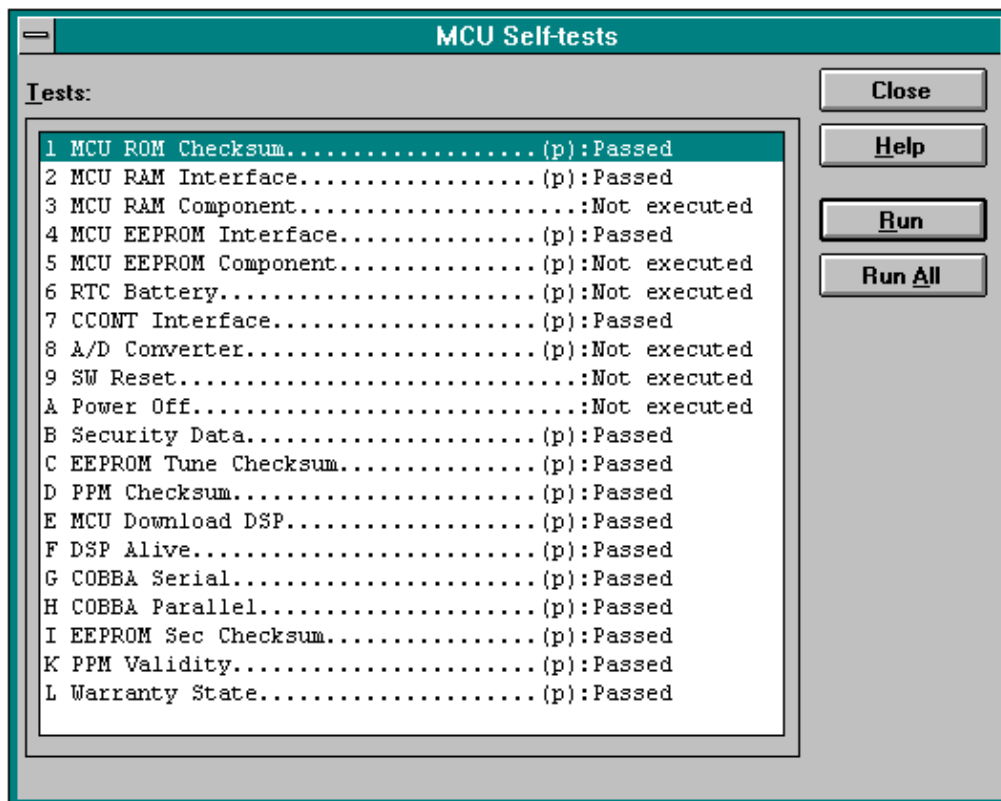 MCU Self-tests
Tests:
1 MCU ROM Checksum...................(p):Passed
2 MCU RAM Interface..................(p):Passed
3 MCU RAM Component.....................:Not executed
4 MCU EEPROM Interface...............(p):Passed
5 MCU EEPROM Component...............(p):Not executed
6 RTC Battery........................(p):Not executed
7 CCONT Interface....................(p):Passed
8 A/D Converter......................(p):Not executed
9 SW Reset..............................:Not executed
A Power Off.............................:Not executed
B Security Data......................(p):Passed
C EEPROM Tune Checksum...............(p):Passed
D PPM Checksum.......................(p):Passed
E MCU Download DSP...................(p):Passed
F DSP Alive..........................(p):Passed
G COBBA Serial.......................(p):Passed
H COBBA Parallel.....................(p):Passed
I EEPROM Sec Checksum................(p):Passed
K PPM Validity.......................(p):Passed
L Warranty State.....................(p):Passed
Close
Help
Run
Run All